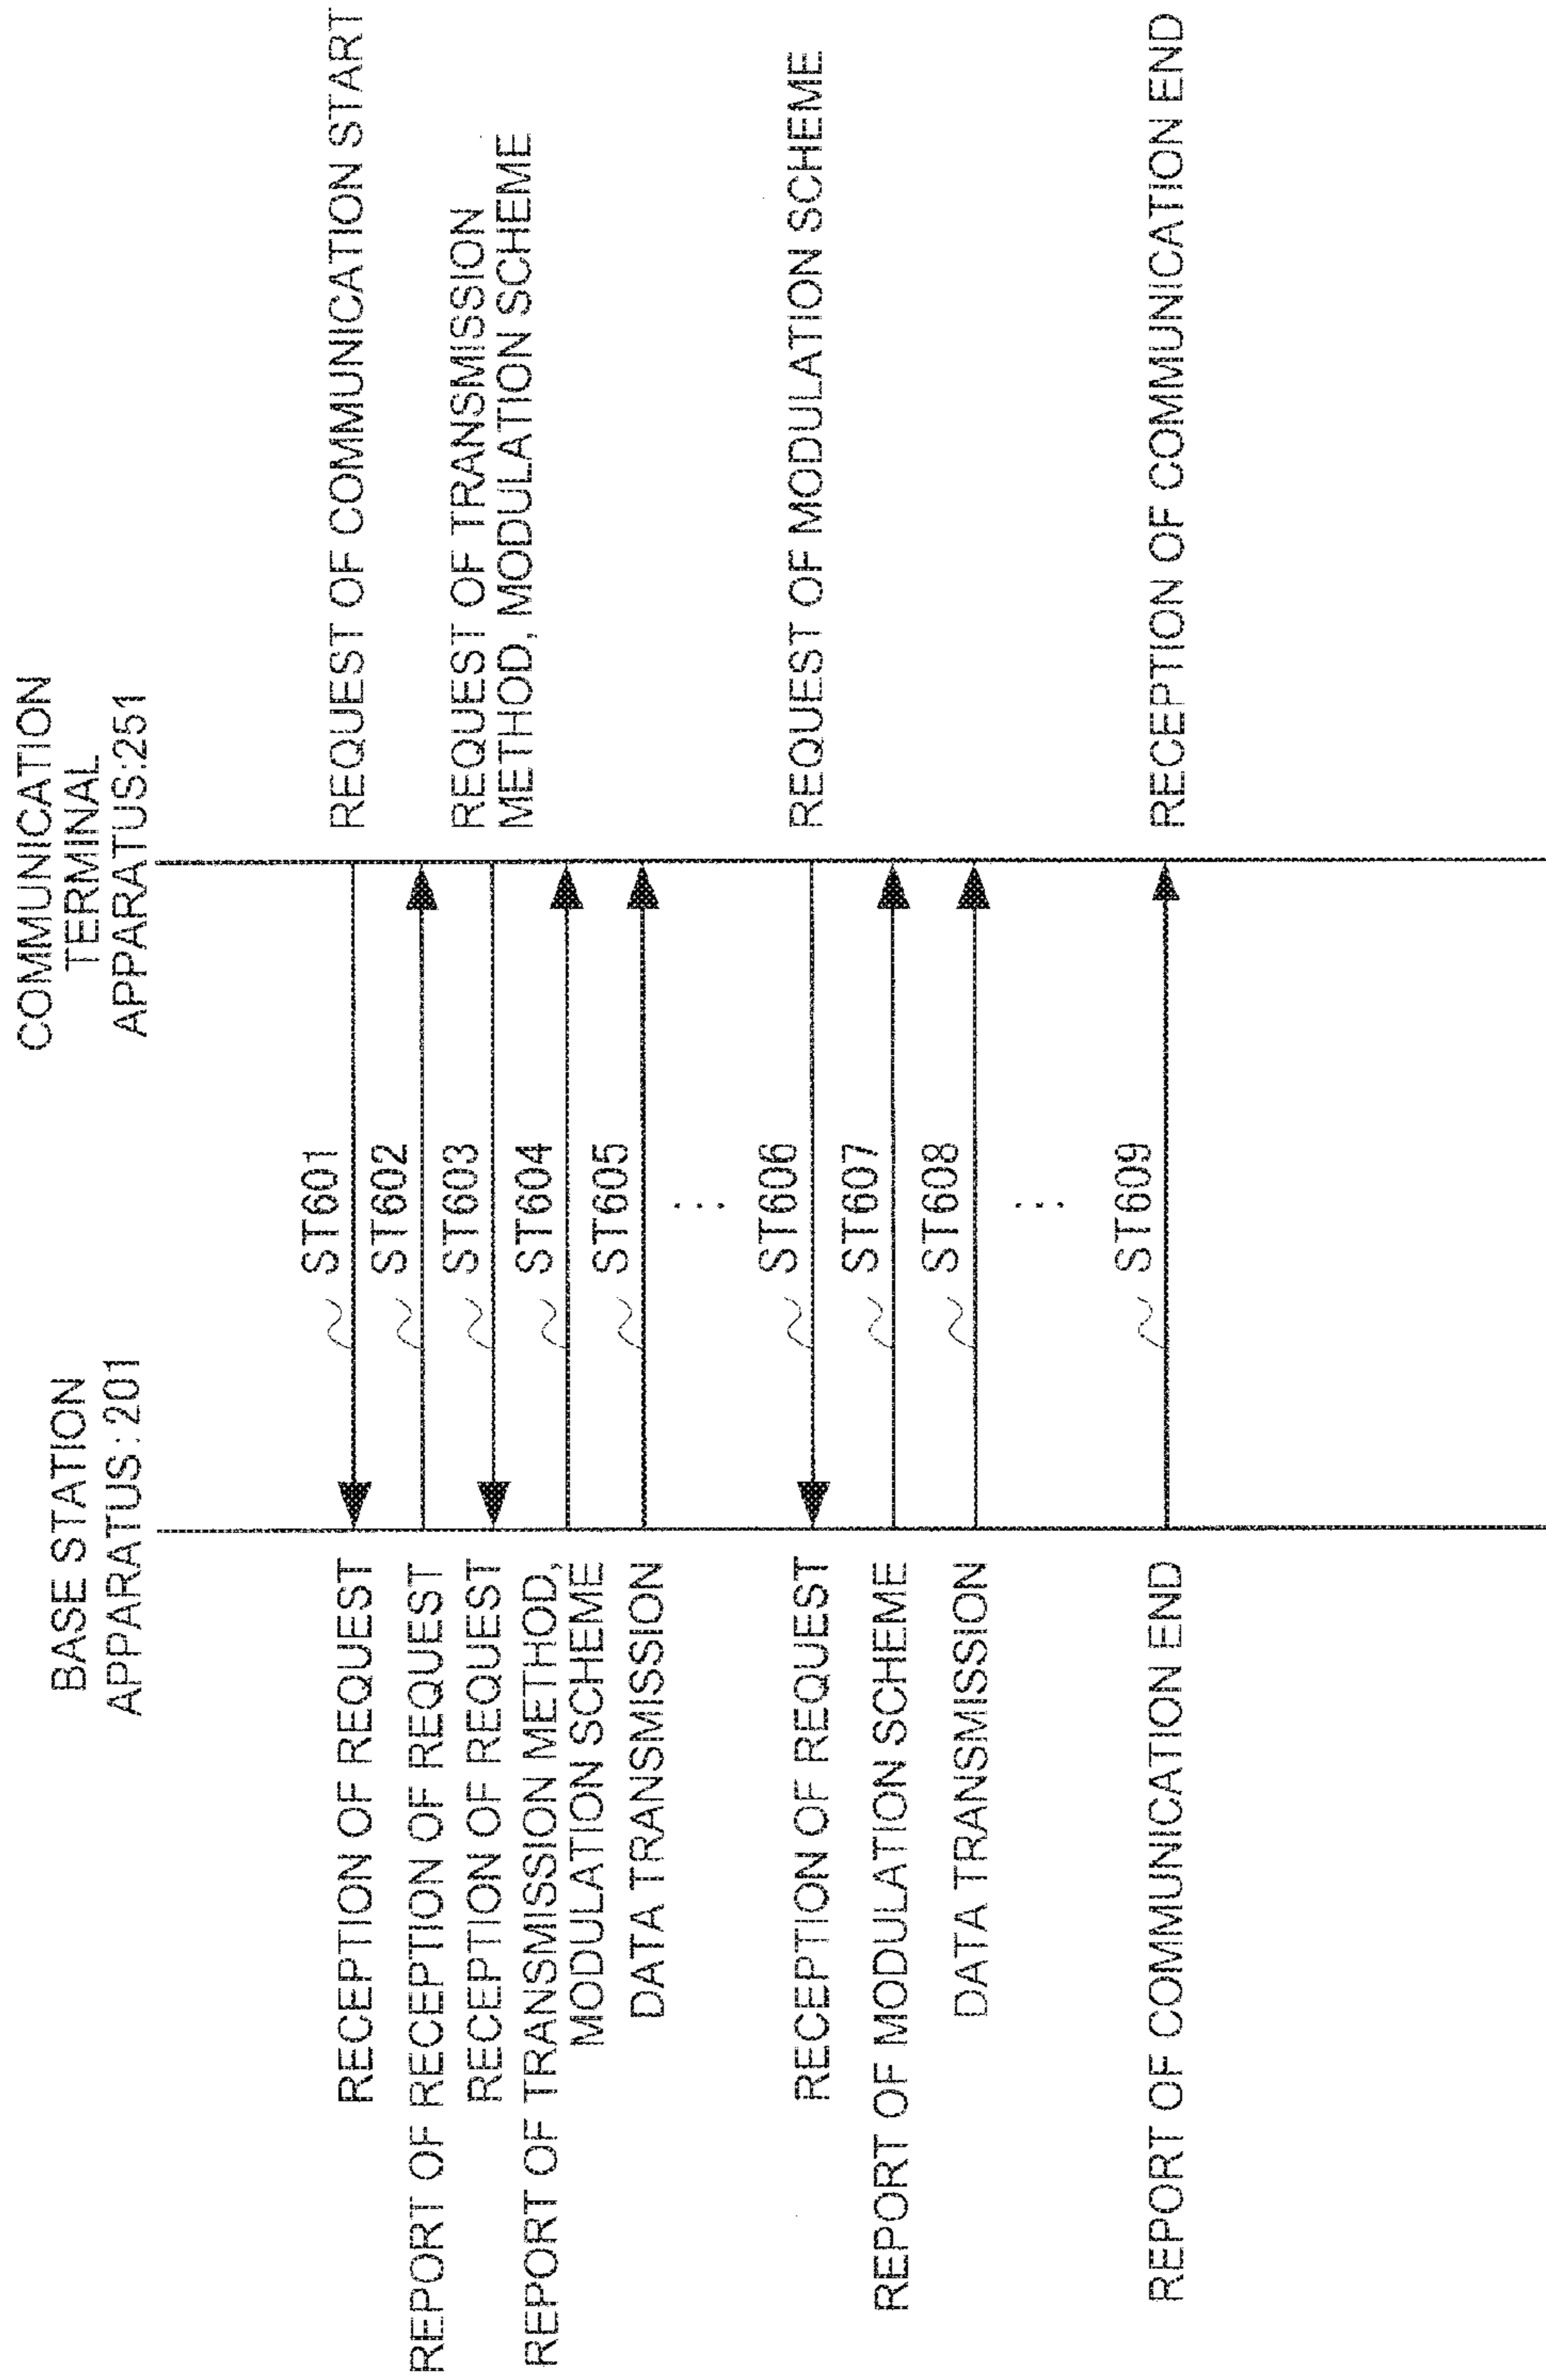 BASE STATION
APPARATUS:201
COMMUNICATION
TERMINAL
APPARATUS:251
RECEPTION OF REQUEST
ST601
REQUEST OF COMMUNICATION START
REPORT OF RECEPTION OF REQUEST
ST602
RECEPTION OF REQUEST
ST603
REQUEST OF TRANSMISSION
METHOD, MODULATION SCHEME
REPORT OF TRANSMISSION METHOD,
MODULATION SCHEME
ST604
DATA TRANSMISSION
ST605
...
RECEPTION OF REQUEST
ST606
REQUEST OF MODULATION SCHEME
REPORT OF MODULATION SCHEME
ST607
DATA TRANSMISSION
ST608
...
REPORT OF COMMUNICATION END
ST609
RECEPTION OF COMMUNICATION END